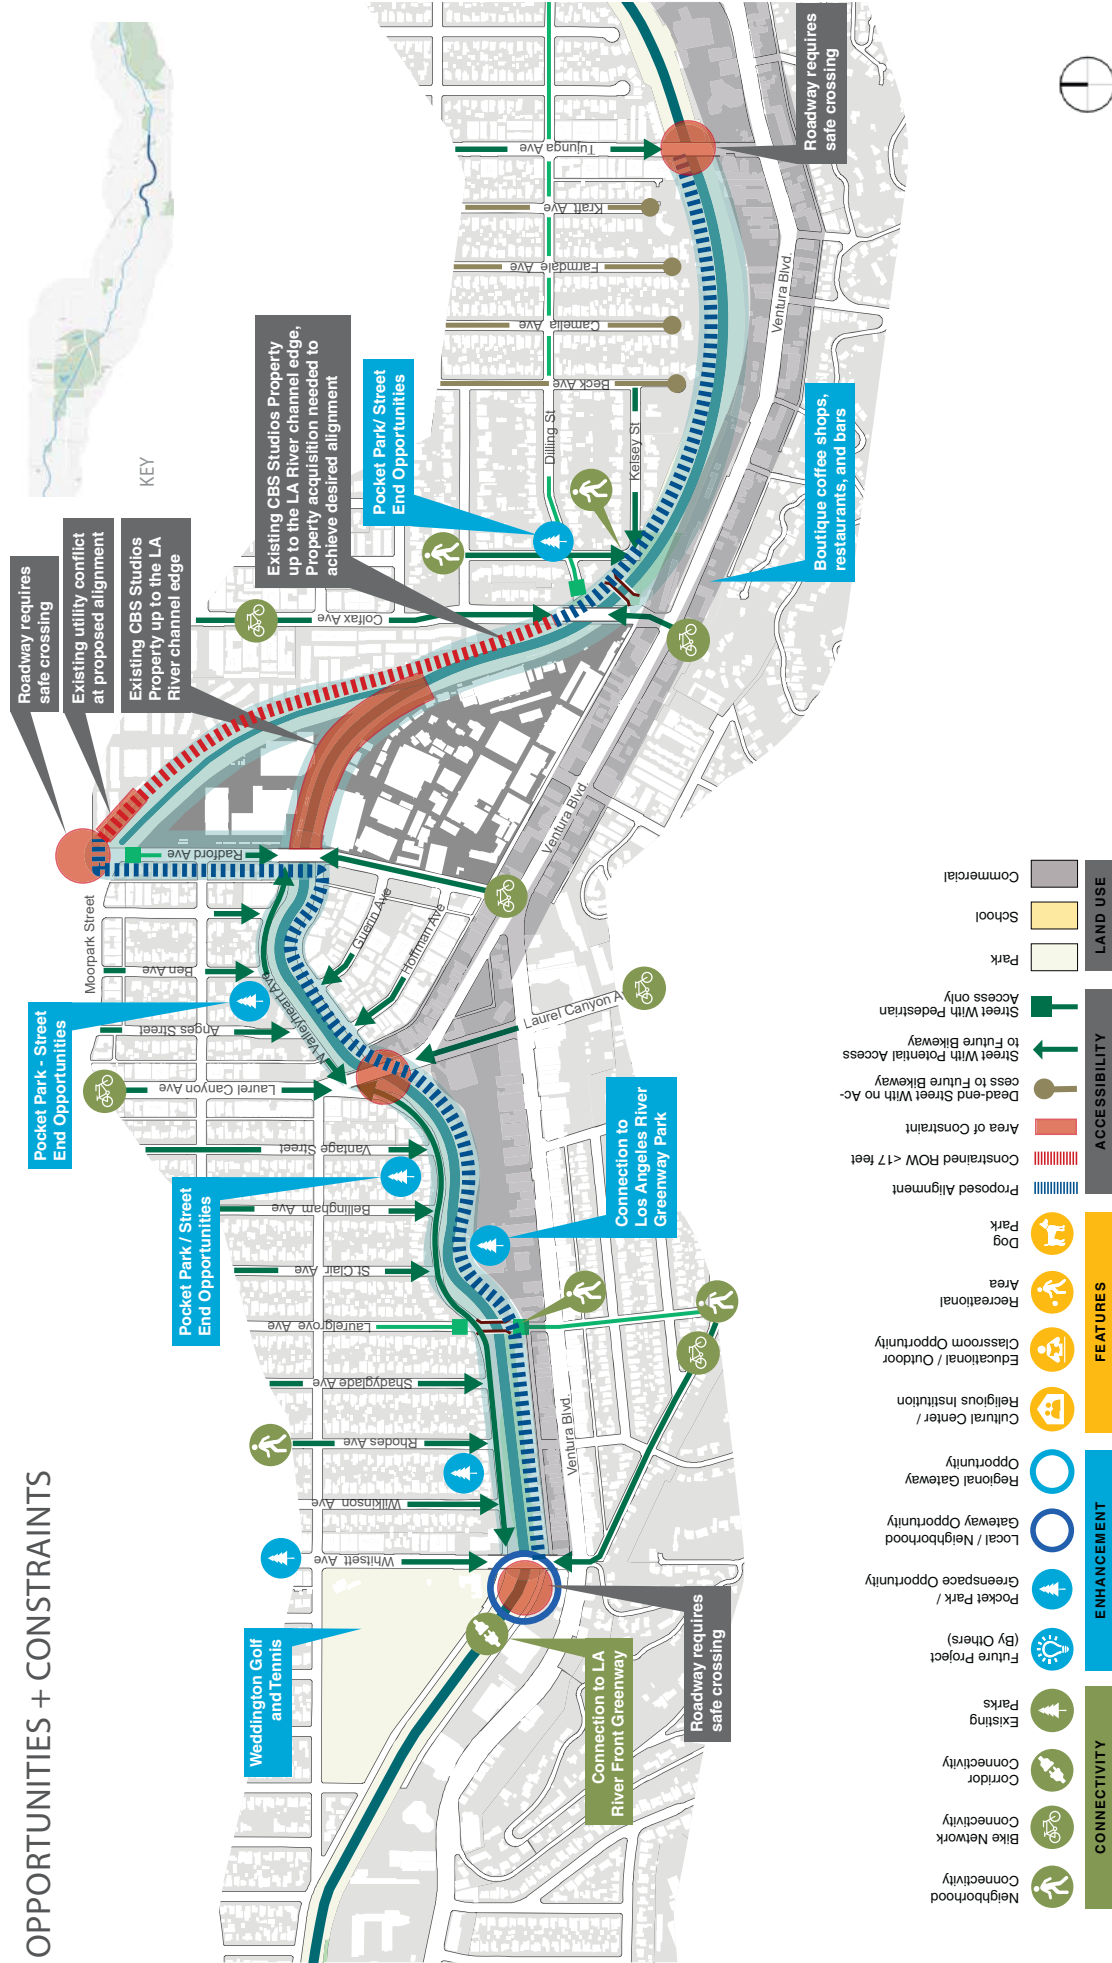 OPPORTUNITIES + CONSTRAINTS
KEY
Roadway requires
safe crossing
Existing utility conflict
at proposed alignment
Existing CBS Studios
Property up to the LA
River channel edge
Existing CBS Studios Property
up to the LA River channel edge,
Property acquisition needed to
achieve desired alignment
Pocket Park/ Street
End Opportunities
Roadway requires
safe crossing
Boutique coffee shops,
restaurants, and bars
Pocket Park - Street
End Opportunities
Pocket Park / Street
End Opportunities
Connection to
Los Angeles River
Greenway Park
Weddington Golf
and Tennis
Connection to LA
River Front Greenway
Roadway requires
safe crossing
Moorpark Street
Whitsett Ave
Wilkinson Ave
Rhodes Ave
Shadyglade Ave
Laurelgrove Ave
St.Clair Ave
Bellingham Ave
Vantage Street
Laurel Canyon Ave
Anges Street
Ben Ave
N Valleyheart Ave
Radford Ave
Guerin Ave
Hoffman Ave
Laurel Canyon A
Ventura Blvd.
Ventura Blvd.
Ventura Blvd.
Colfax Ave
Dilling St
Kelsey St
Beck Ave
Camelia Ave
Farmdale Ave
Kraft Ave
Tujunga Ave
Neighborhood
Connectivity
Bike Network
Connectivity
Corridor
Connectivity
Existing
Parks
CONNECTIVITY
Future Project
(By Others)
Pocket Park /
Greenspace Opportunity
Local / Neighborhood
Gateway Opportunity
Regional Gateway
Opportunity
ENHANCEMENT
Cultural Center /
Religious Institution
Educational / Outdoor
Classroom Opportunity
Recreational
Area
Dog
Park
FEATURES
Proposed Alignment
Constrained ROW <17 feet
Area of Constraint
Dead-end Street With no Ac-
cess to Future Bikeway
Street With Potential Access
to Future Bikeway
Street With Pedestrian
Access only
ACCESSIBILITY
Park
School
Commercial
LAND USE